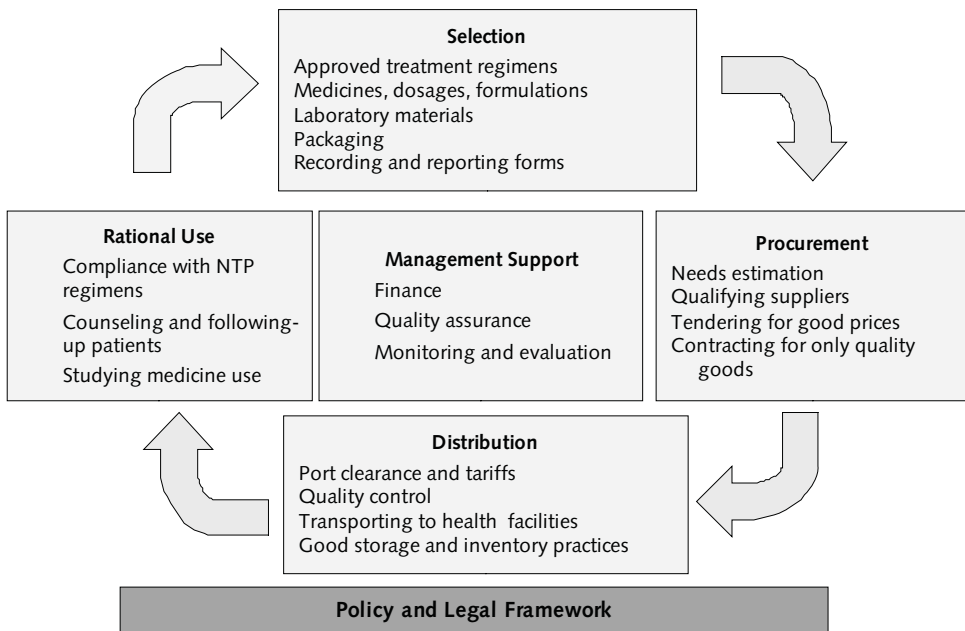 Selection
Approved treatment regimens
Medicines, dosages, formulations
Laboratory materials
Packaging
Recording and reporting forms
Rational Use
Compliance with NTP
regimens
Counseling and following-
up patients
Studying medicine use
Management Support
Finance
Quality assurance
Monitoring and evaluation
Procurement
Needs estimation
Qualifying suppliers
Tendering for good prices
Contracting for only quality
goods
Distribution
Port clearance and tariffs
Quality control
Transporting to health facilities
Good storage and inventory practices
Policy and Legal Framework